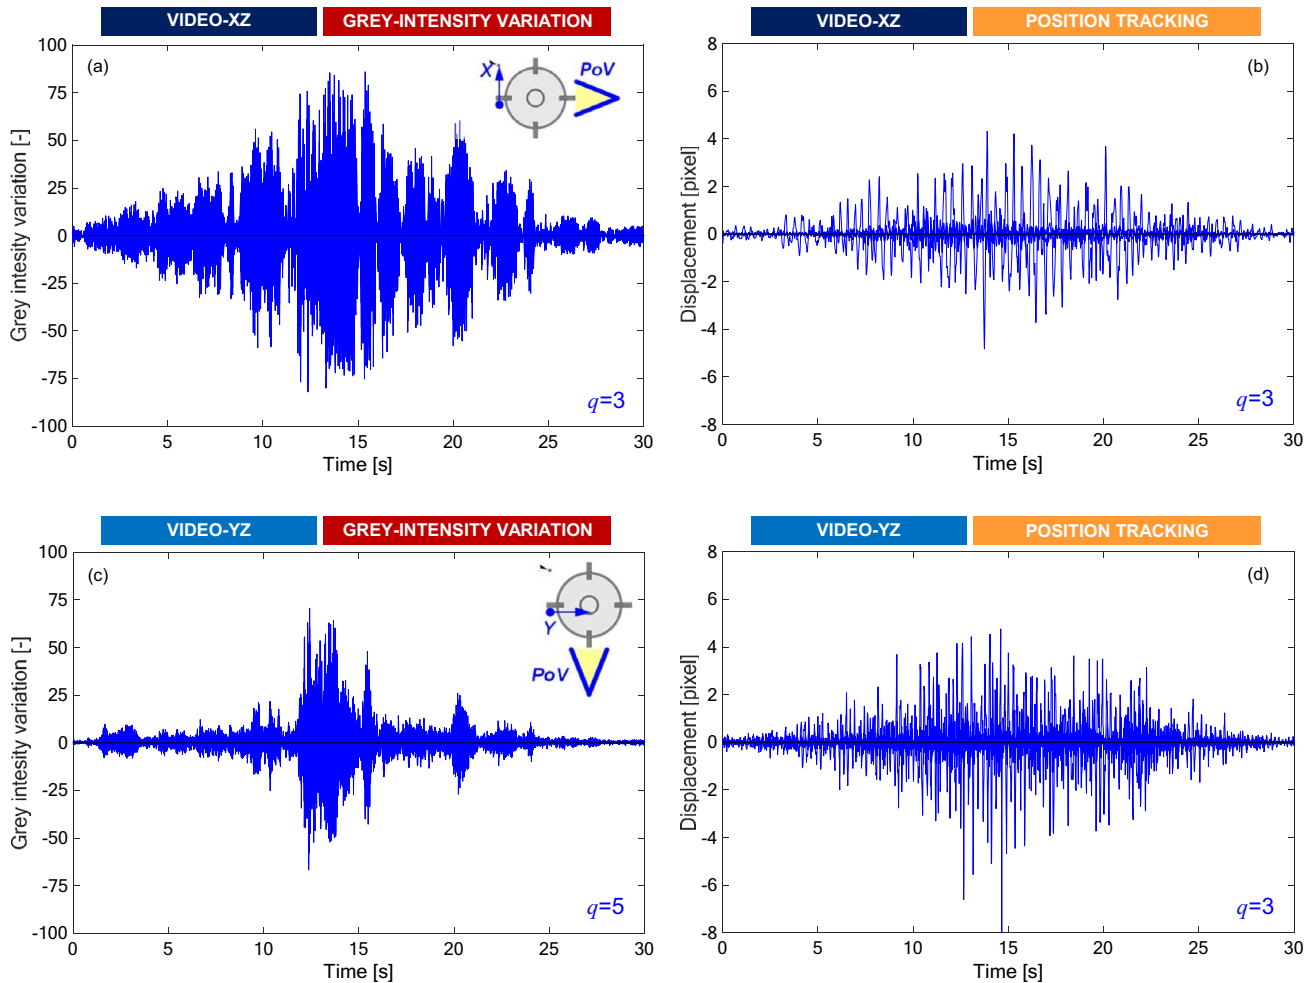 VIDEO-XZ GREY-INTENSITY VARIATION
(a)
100
75
50
25
0
-25
-50
-75
-100
Grey intesity variation [-]
X
PoV
q=3
0 5 10 15 20 25 30
Time [s]
VIDEO-XZ POSITION TRACKING
(b)
8
6
4
2
0
-2
-4
-6
-8
Displacement [pixel]
q=3
0 5 10 15 20 25 30
Time [s]
VIDEO-YZ GREY-INTENSITY VARIATION
(c)
100
75
50
25
0
-25
-50
-75
-100
Grey intesity variation [-]
Y
PoV
q=5
0 5 10 15 20 25 30
Time [s]
VIDEO-YZ POSITION TRACKING
(d)
8
6
4
2
0
-2
-4
-6
-8
Displacement [pixel]
q=3
0 5 10 15 20 25 30
Time [s]